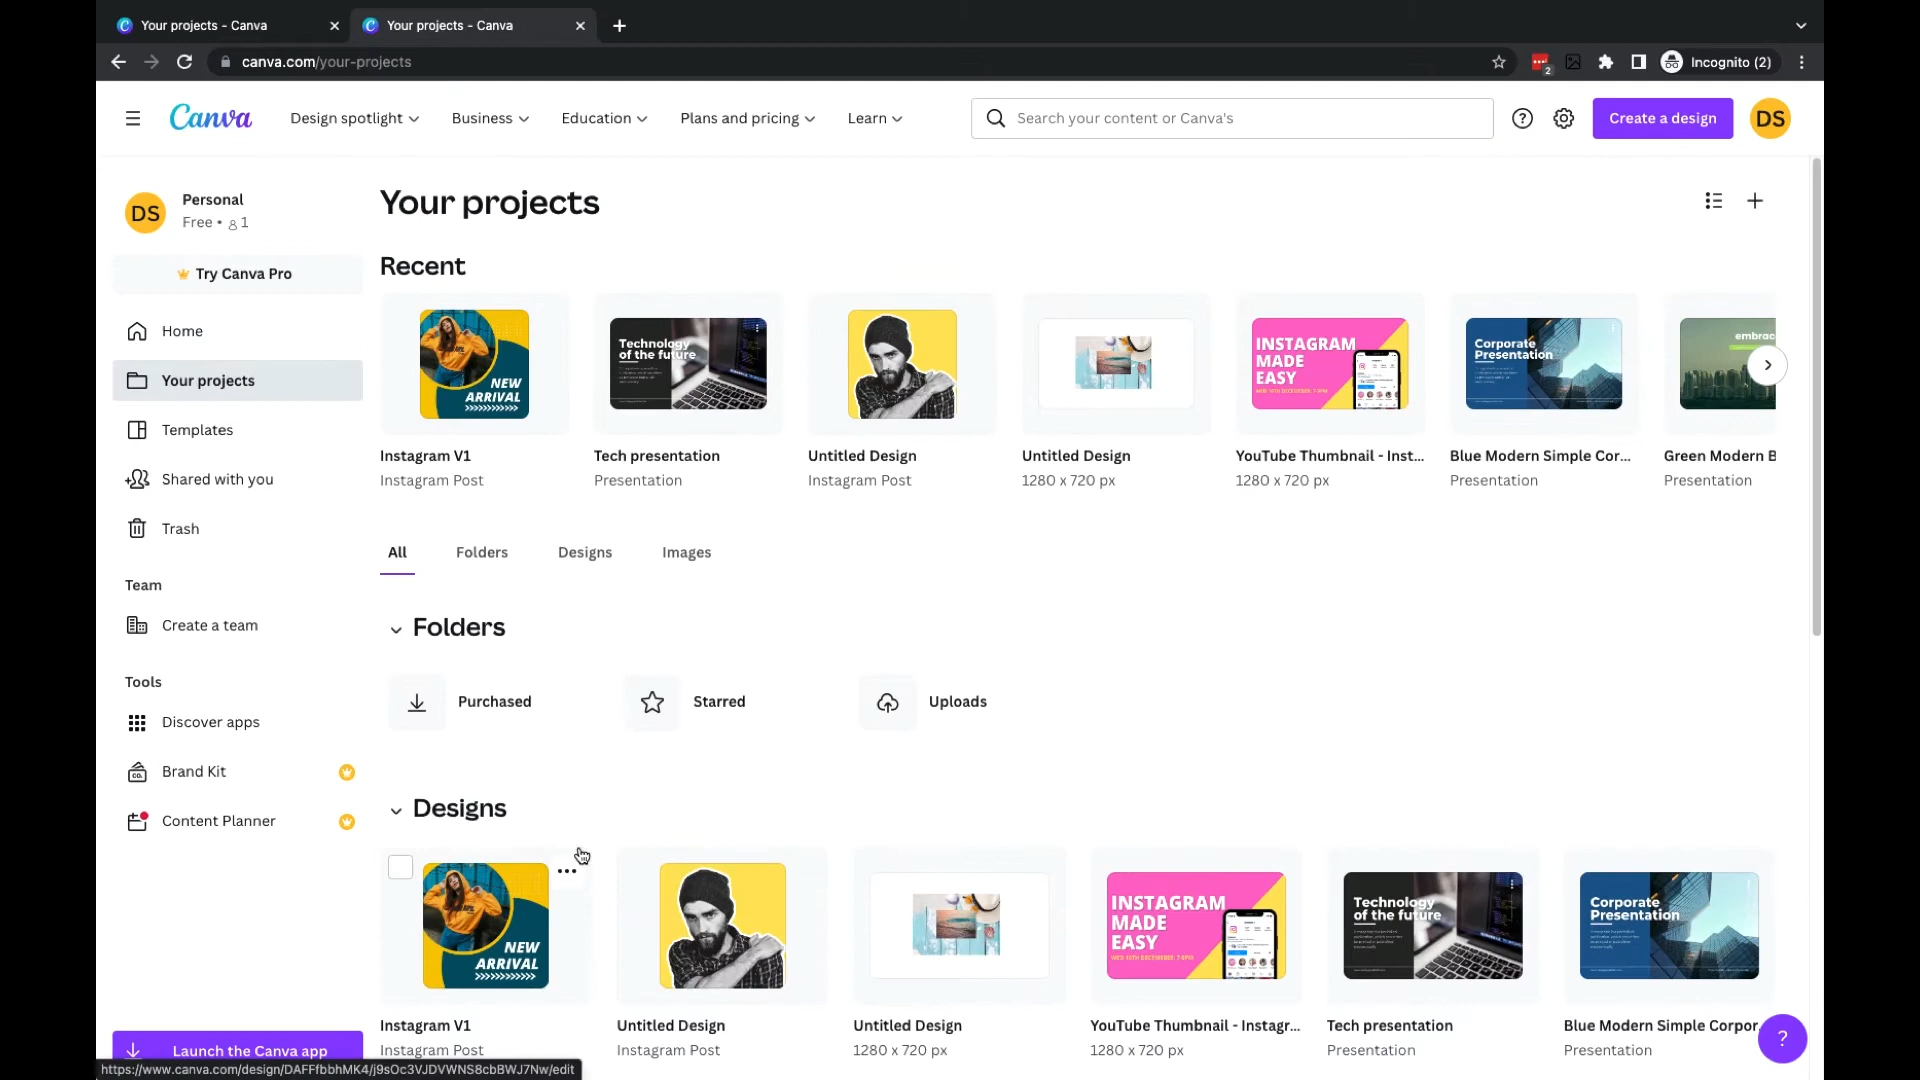 Your projects - Canva
Your projects - Canva
canva.com/your-projects
2
Incognito (2)
Canva
Design spotlight
Business
Education
Plans and pricing
Learn
Search your content or Canva's
Create a design
DS
DS
Personal
Free • 1
Try Canva Pro
Home
Your projects
Templates
Shared with you
Trash
Team
Create a team
Tools
Discover apps
Brand Kit
Content Planner
Launch the Canva app
Your projects
Recent
NEW
ARRIVAL
Technology
of the future
INSTAGRAM
MADE
EASY
WED 10TH DECEMBER, 7-8PM
Corporate
Presentation
embrac
Instagram V1
Instagram Post
Tech presentation
Presentation
Untitled Design
Instagram Post
Untitled Design
1280 x 720 px
YouTube Thumbnail - Inst...
1280 x 720 px
Blue Modern Simple Cor...
Presentation
Green Modern B
Presentation
All
Folders
Designs
Images
Folders
Purchased
Starred
Uploads
Designs
NEW
ARRIVAL
INSTAGRAM
MADE
EASY
Technology
of the future
Corporate
Presentation
Instagram V1
Instagram Post
Untitled Design
Instagram Post
Untitled Design
1280 x 720 px
YouTube Thumbnail - Instagr...
1280 x 720 px
Tech presentation
Presentation
Blue Modern Simple Corpor
Presentation
?
https://www.canva.com/design/DAFFfbbhMK4/j9sOc3VJDVWNS8cbBWJ7Nw/edit